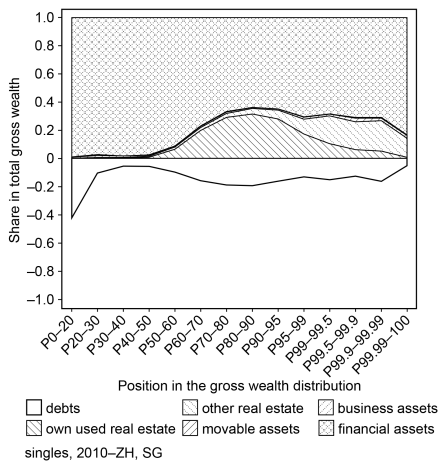 Share in total gross wealth
1.0
0.8
0.6
0.4
0.2
0
–0.2
–0.4
–0.6
–0.8
–1.0
P0–20
P20–30
P30–40
P40–50
P50–60
P60–70
P70–80
P80–90
P90–95
P95–99
P99–99.5
P99.5–99.9
P99.9–99.99
P99.99–100
Position in the gross wealth distribution
debts
other real estate
business assets
own used real estate
movable assets
financial assets
singles, 2010–ZH, SG